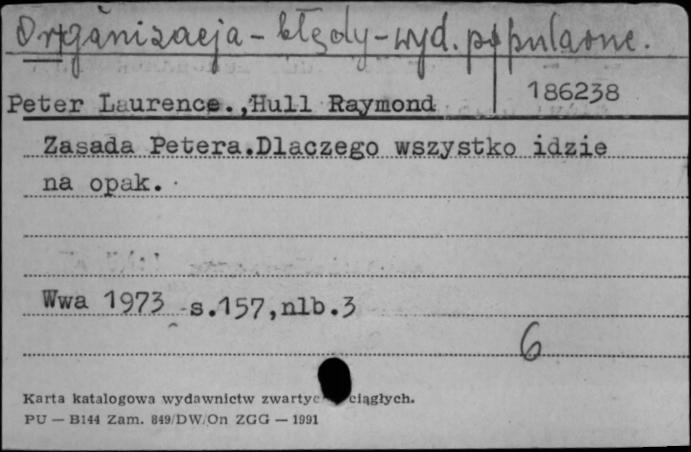 Organizacja - błędy - wyd. popularne.
186238
Peter Laurence.,Hull Raymond
Zasada Petera.Dlaczego wszystko idzie
na opak.
Wwa 1973 s.157,nlb.3
6
Karta katalogowa wydawnictw ciągłych.
PU — B144 Zam. 849/DW/On ZGG — 1991